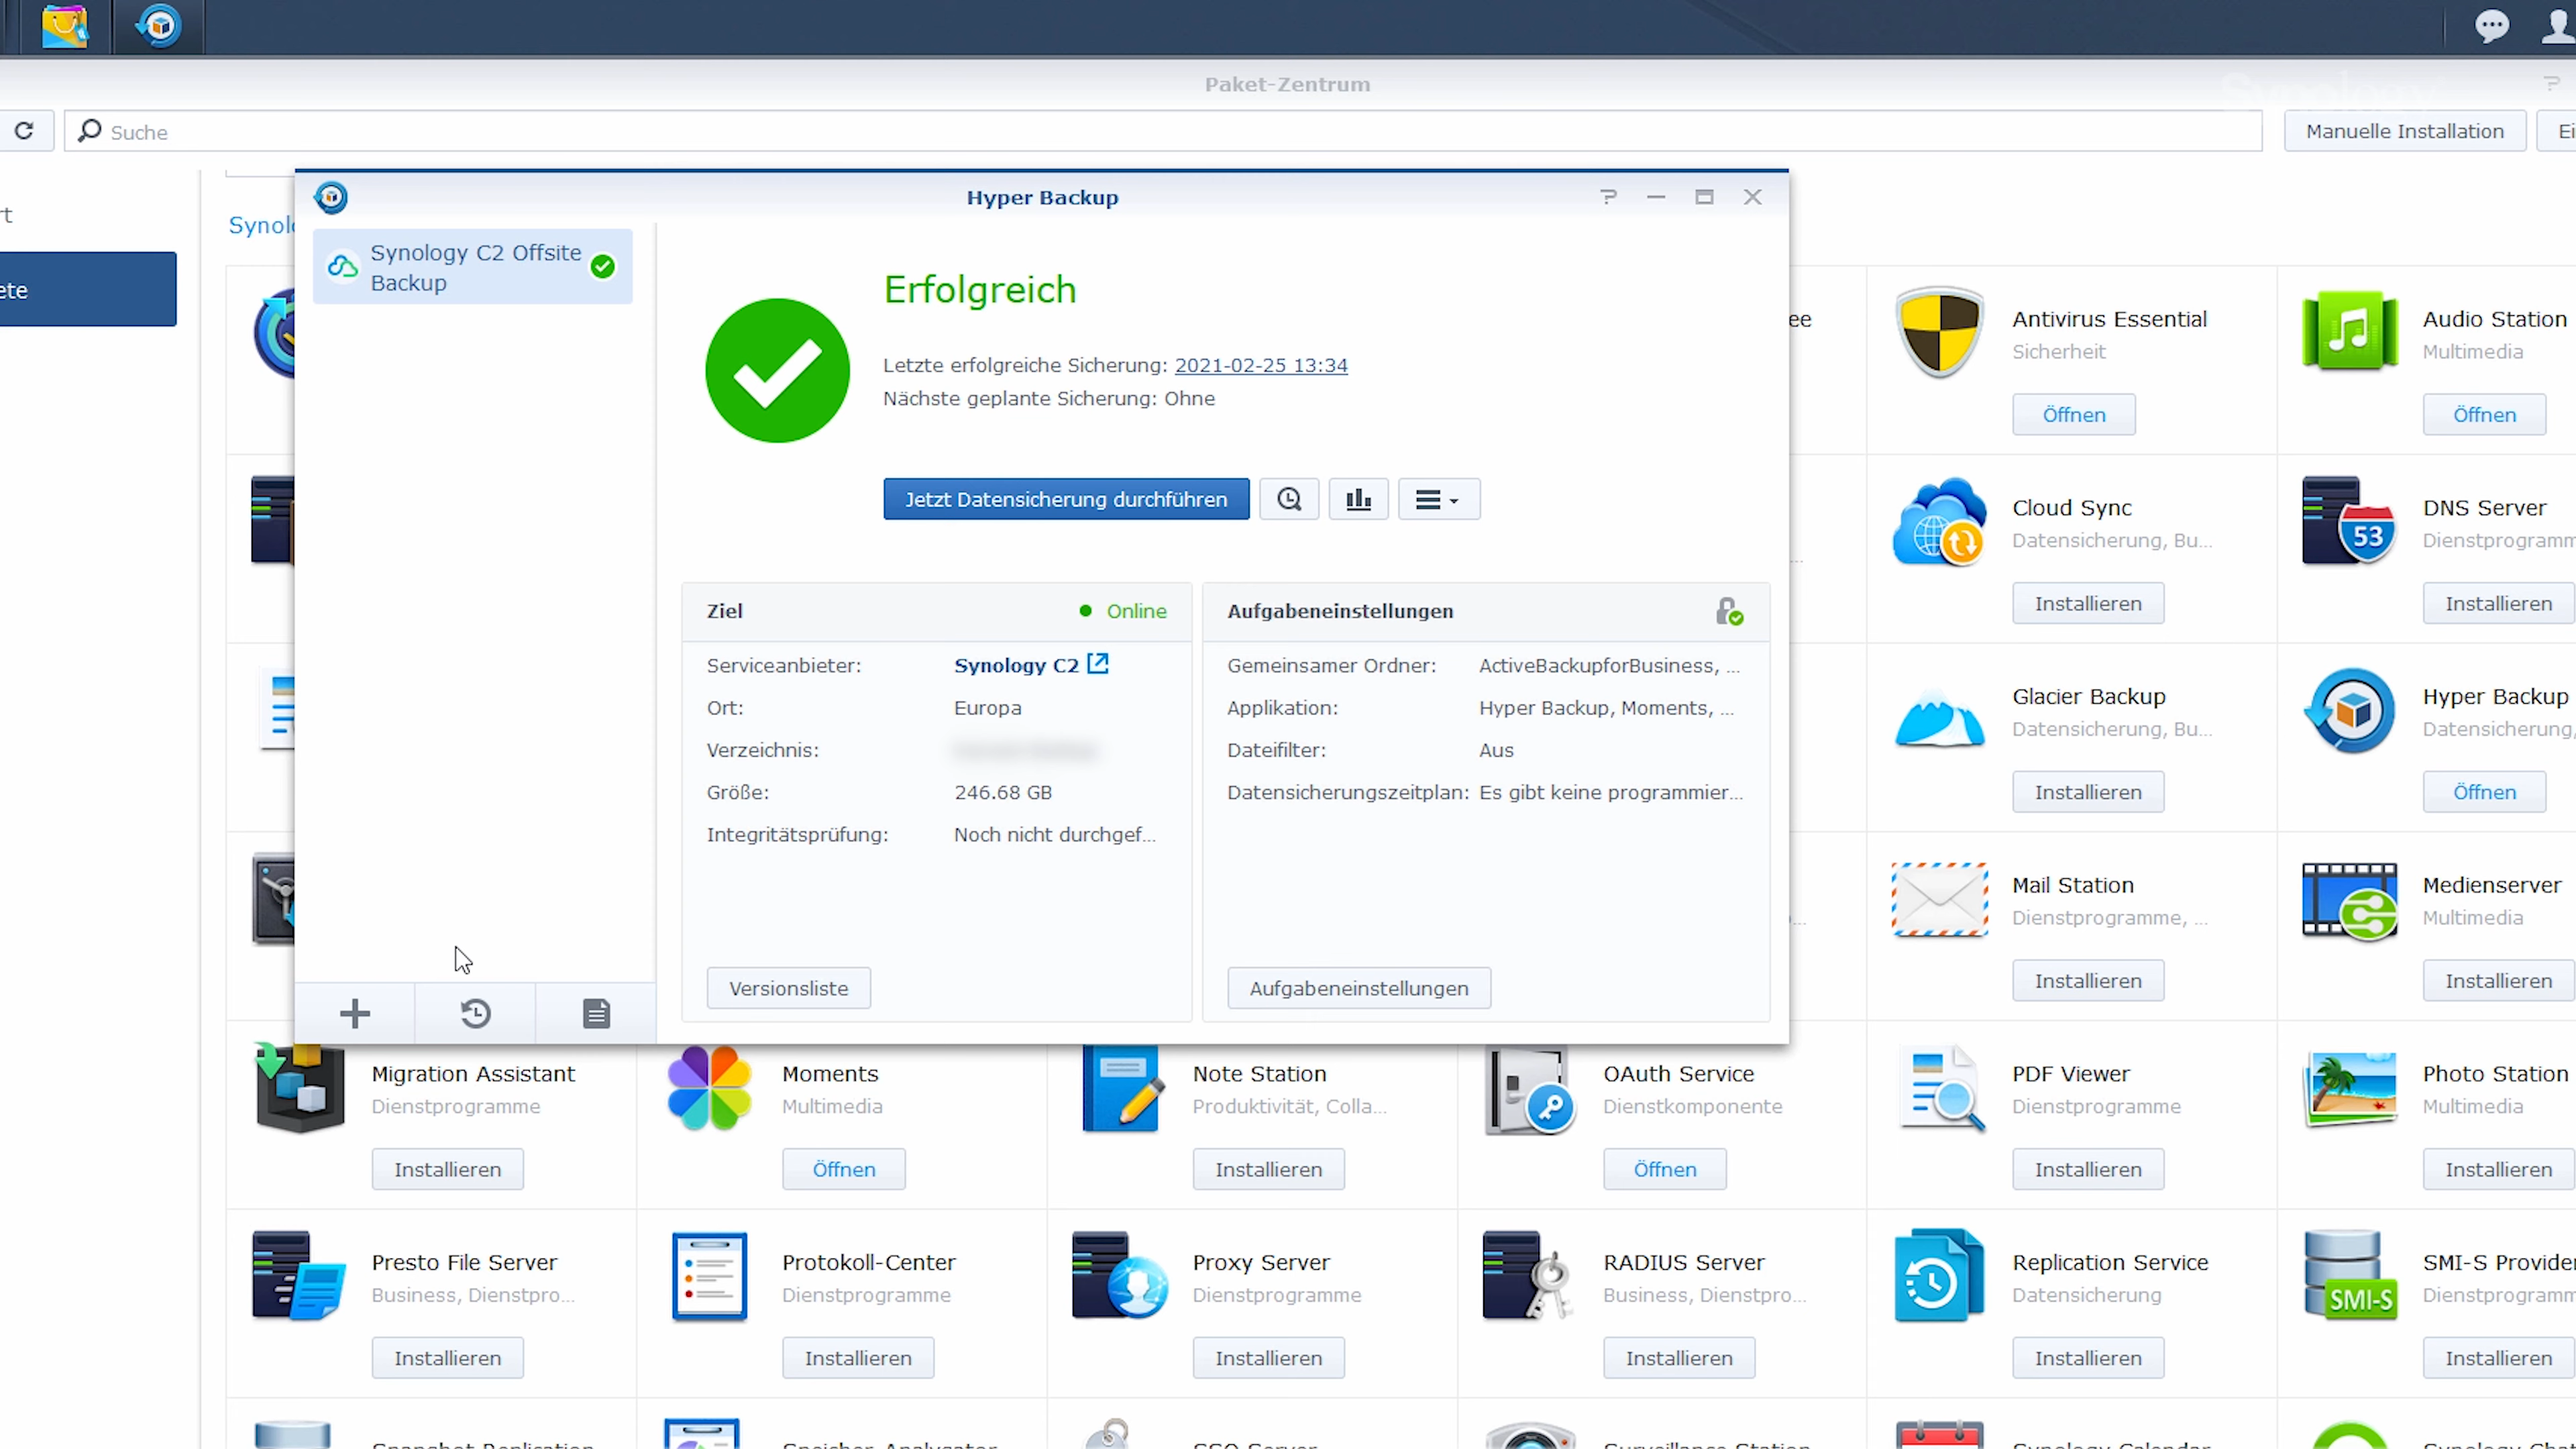 Paket-Zentrum
Suche
Manuelle Installation
Hyper Backup
Synology C2 Offsite
Backup
Erfolgreich
Letzte erfolgreiche Sicherung: 2021-02-25 13:34
Nächste geplante Sicherung: Ohne
Jetzt Datensicherung durchführen
Ziel
Online
Serviceanbieter: Synology C2
Ort: Europa
Verzeichnis:
Größe: 246.68 GB
Integritätsprüfung: Noch nicht durchgef...
Versionsliste
Aufgabeneinstellungen
Gemeinsamer Ordner: ActiveBackupforBusiness, ...
Applikation: Hyper Backup, Moments, ...
Dateifilter: Aus
Datensicherungszeitplan: Es gibt keine programmier...
Aufgabeneinstellungen
Antivirus Essential
Sicherheit
Öffnen
Audio Station
Multimedia
Öffnen
Cloud Sync
Datensicherung, Bu...
Installieren
53
DNS Server
Dienstprogramm
Installieren
Glacier Backup
Datensicherung, Bu...
Installieren
Hyper Backup
Datensicherung,
Öffnen
Mail Station
Dienstprogramme, ...
Installieren
Medienserver
Multimedia
Installieren
Migration Assistant
Dienstprogramme
Installieren
Moments
Multimedia
Öffnen
Note Station
Produktivität, Colla...
Installieren
OAuth Service
Dienstkomponente
Öffnen
PDF Viewer
Dienstprogramme
Installieren
Photo Station
Multimedia
Installieren
Presto File Server
Business, Dienstpro...
Installieren
Protokoll-Center
Dienstprogramme
Installieren
Proxy Server
Dienstprogramme
Installieren
RADIUS Server
Business, Dienstpro...
Installieren
Replication Service
Datensicherung
Installieren
SMI-S
SMI-S Provider
Dienstprogramm
Installieren